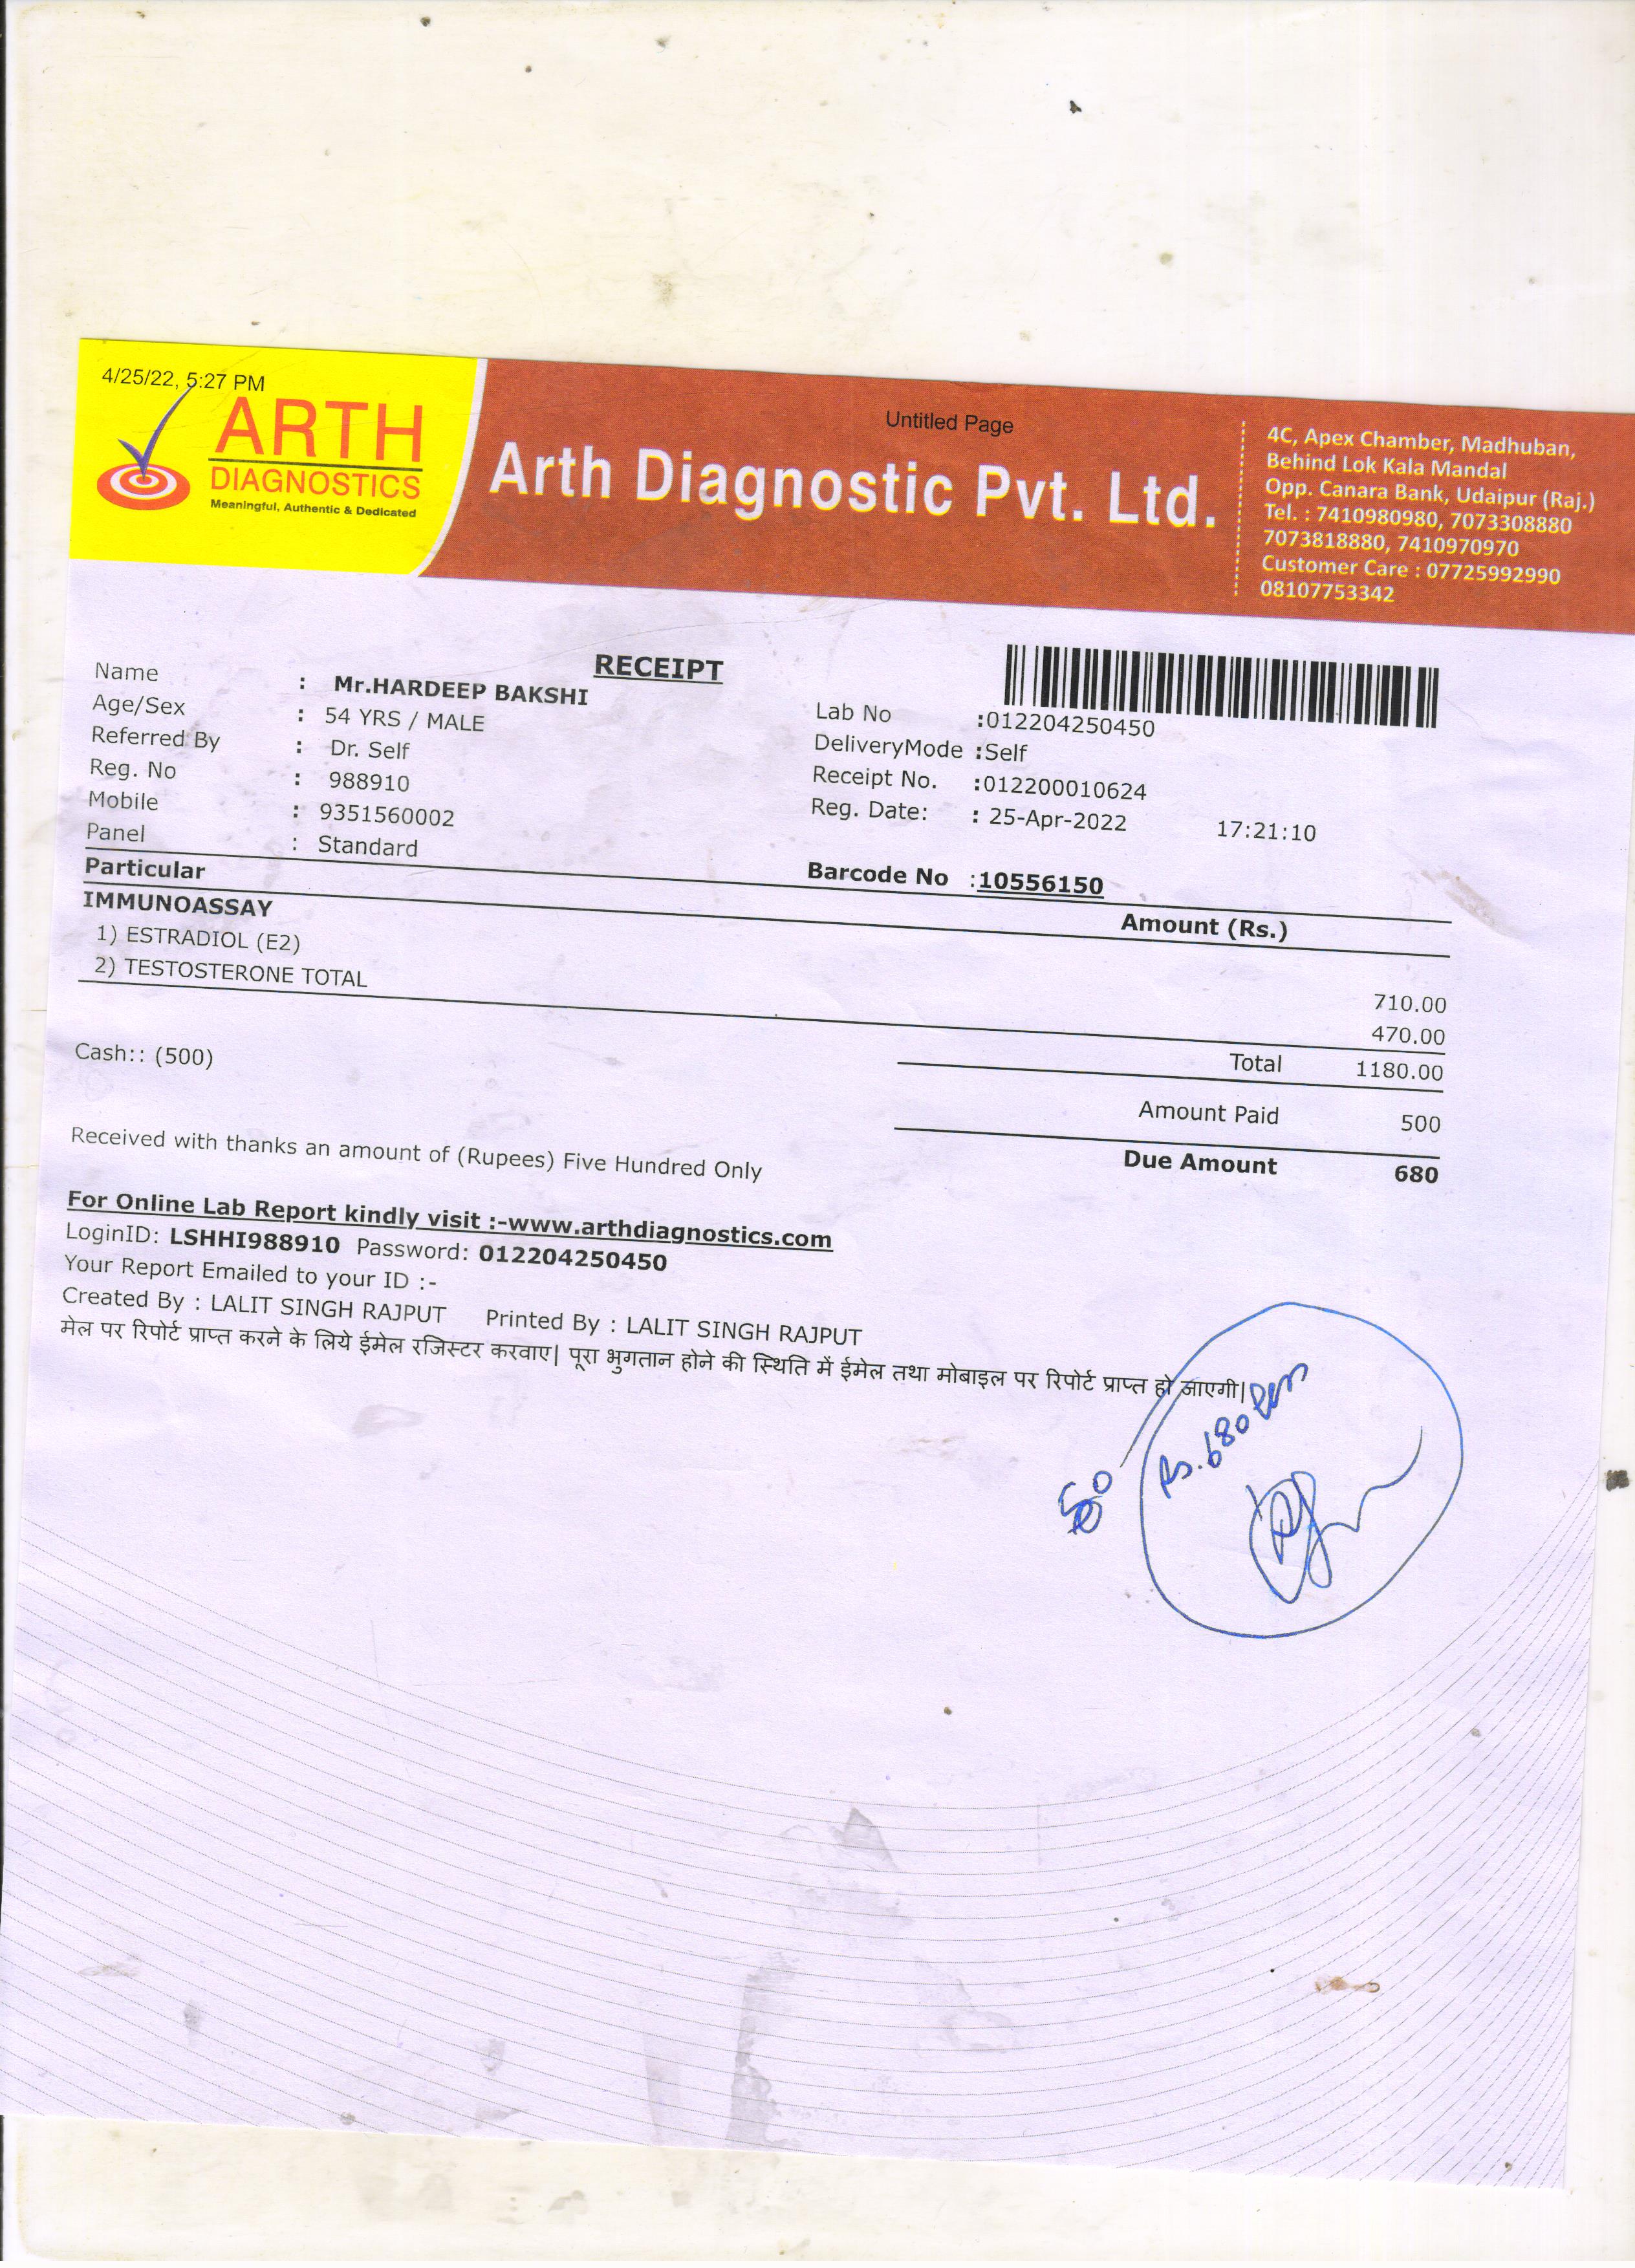 4/25/22, 5:27 PM
Untitled Page
ARTH
DIAGNOSTICS
Meaningful, Authentic & Dedicated
Arth Diagnostic Pvt. Ltd.
4C, Apex Chamber, Madhuban,
Behind Lok Kala Mandal
Opp. Canara Bank, Udaipur (Raj.)
Tel. : 7410980980, 7073308880
7073818880, 7410970970
Customer Care : 07725992990
08107753342
RECEIPT
Name : Mr.HARDEEP BAKSHI
Age/Sex : 54 YRS / MALE
Referred By : Dr. Self
Reg. No : 988910
Mobile : 9351560002
Panel : Standard
Lab No :012204250450
DeliveryMode :Self
Receipt No. :012200010624
Reg. Date: : 25-Apr-2022 17:21:10
Barcode No :10556150
Particular Amount (Rs.)
IMMUNOASSAY
1) ESTRADIOL (E2) 710.00
2) TESTOSTERONE TOTAL 470.00
Total 1180.00
Cash:: (500)
Amount Paid 500
Received with thanks an amount of (Rupees) Five Hundred Only
Due Amount 680
For Online Lab Report kindly visit :-www.arthdiagnostics.com
LoginID: LSHHI988910 Password: 012204250450
Your Report Emailed to your ID :-
Created By : LALIT SINGH RAJPUT Printed By : LALIT SINGH RAJPUT
मेल पर रिपोर्ट प्राप्त करने के लिये ईमेल रजिस्टर करवाए| पूरा भुगतान होने की स्थिति में ईमेल तथा मोबाइल पर रिपोर्ट प्राप्त हो जाएगी|
Rs. 680